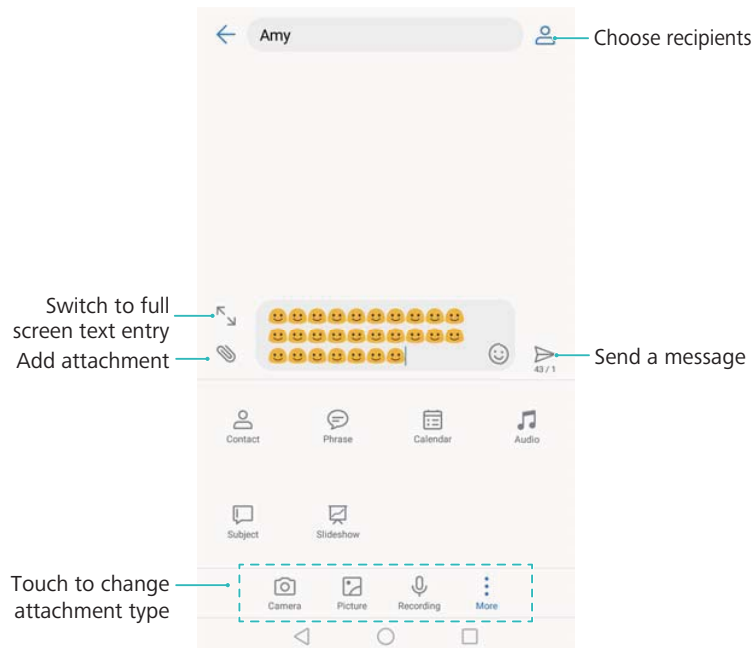 Amy
Choose recipients
Switch to full
screen text entry
Add attachment
Send a message
43 / 1
Contact
Phrase
Calendar
Audio
Subject
Slideshow
Touch to change
attachment type
Camera
Picture
Recording
More